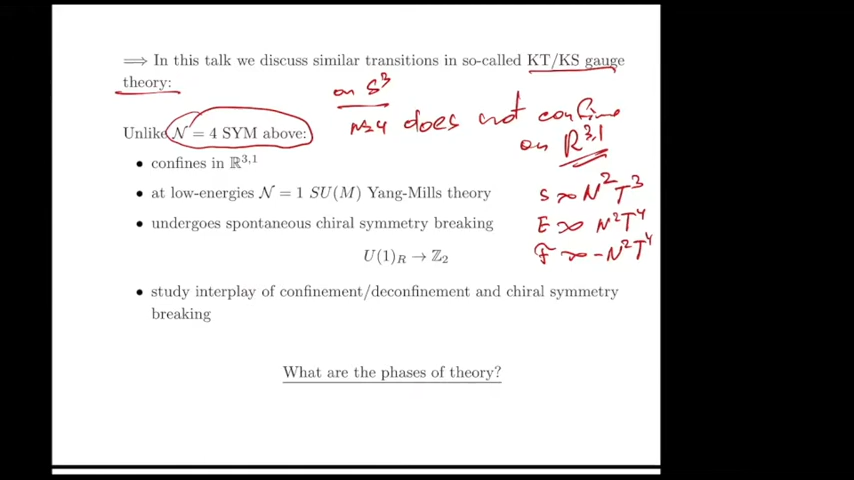 ⟹ In this talk we discuss similar transitions in so-called KT/KS gauge
theory:
on S³
N=4 does not confine
on R^{3,1}
Unlike 𝒩 = 4 SYM above:
• confines in ℝ^{3,1}
• at low-energies 𝒩 = 1 SU(M) Yang-Mills theory
S ∝ N²T³
• undergoes spontaneous chiral symmetry breaking
E ∝ N²T⁴
U(1)_R → ℤ₂
F ∝ -N²T⁴
• study interplay of confinement/deconfinement and chiral symmetry
breaking
What are the phases of theory?